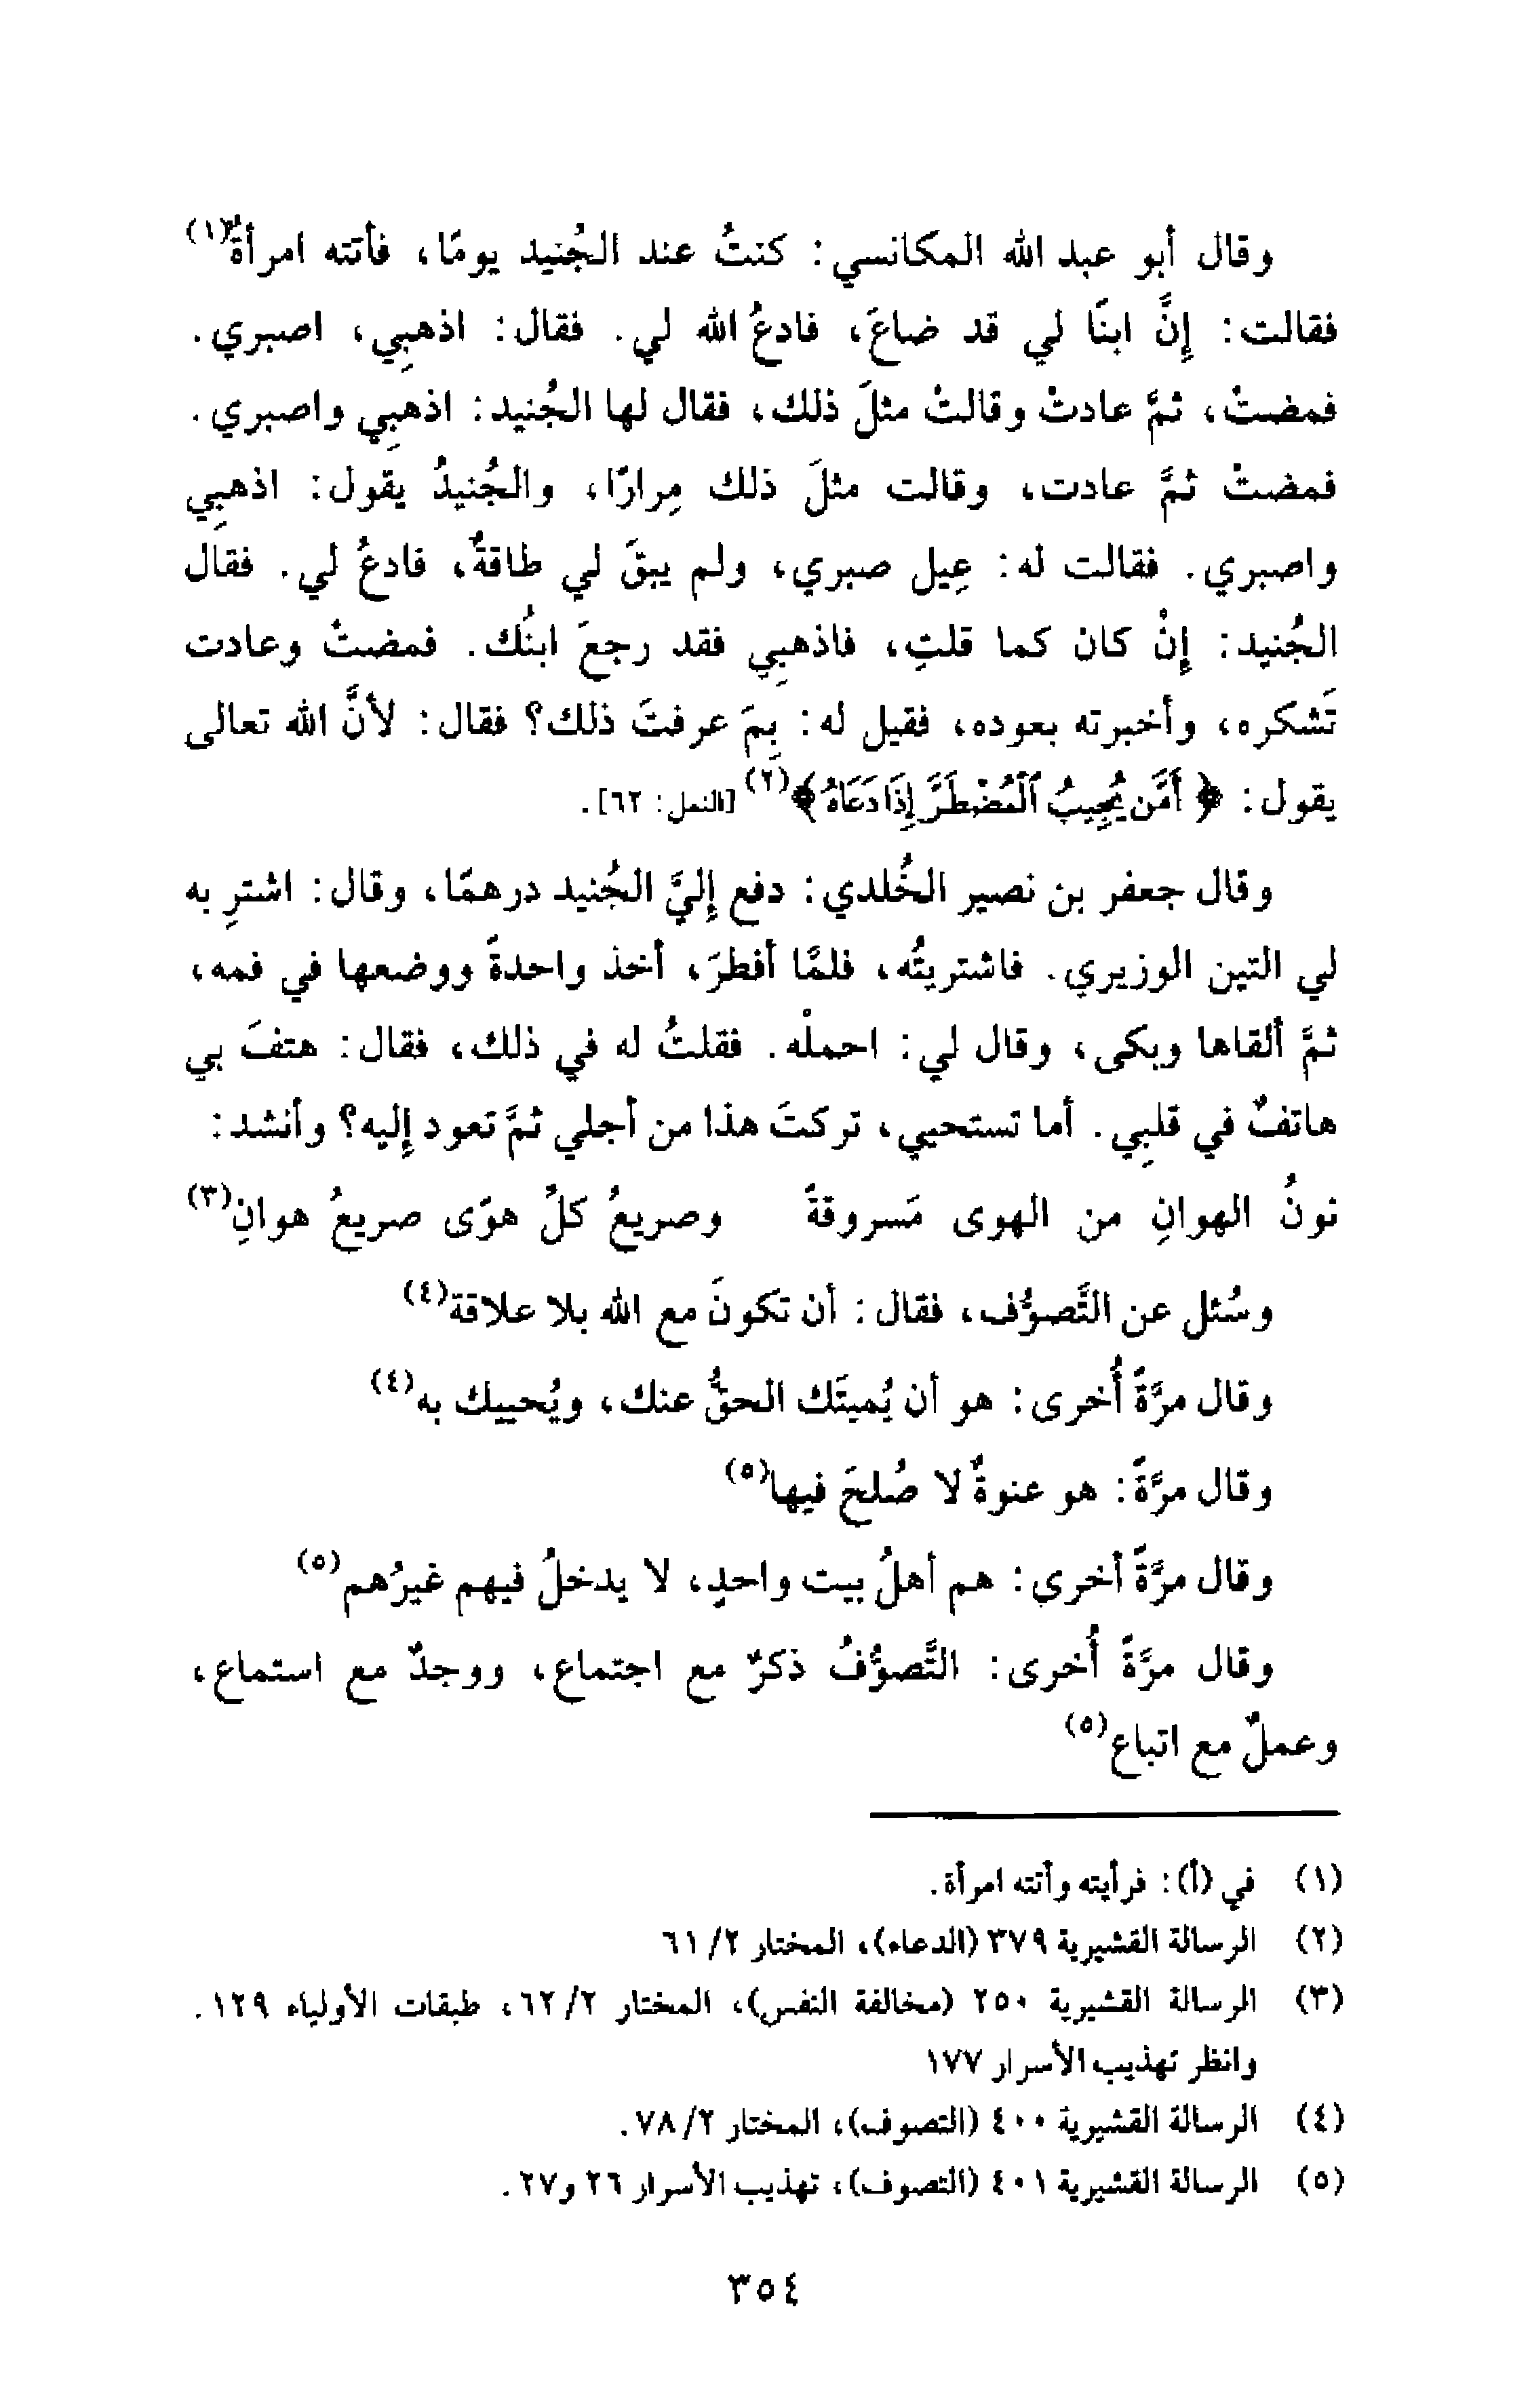 وقال أبو عبد الله المكانسي: كنتُ عند الجُنيد يومًا، فأتته امرأةٌ(١)
فقالت: إنَّ ابنًا لي قد ضاعَ، فادعُ الله لي. فقال: اذهبِي، اصبري.
فمضتْ، ثمَّ عادتْ وقالتْ مثلَ ذلك، فقال لها الجُنيد: اذهبِي واصبري.
فمضتْ ثمَّ عادت، وقالت مثلَ ذلك مِرارًا، والجُنيدُ يقول: اذهبِي
واصبري. فقالت له: عِيل صبري، ولم يبقَ لي طاقةٌ، فادعُ لي. فقال
الجُنيد: إنْ كان كما قلتِ، فاذهبِي فقد رجعَ ابنُك. فمضتْ وعادت
تَشكره، وأخبرته بعوده، فقيل له: بِمَ عرفتَ ذلك؟ فقال: لأنَّ الله تعالى
يقول: ﴿أَمَّن يُجِيبُ ٱلْمُضْطَرَّ إِذَا دَعَاهُ﴾(٢) [النمل: ٦٢].
وقال جعفر بن نصير الخُلدي: دفع إليَّ الجُنيد درهمًا، وقال: اشترِ به
لي التين الوزيري. فاشتريتُه، فلمَّا أفطرَ، أخذ واحدةً ووضعها في فمه،
ثمَّ ألقاها وبكى، وقال لي: احملْه. فقلتُ له في ذلك، فقال: هتفَ بي
هاتفٌ في قلبِي. أما تستحيي، تركتَ هذا من أجلي ثمَّ تعود إليه؟ وأنشد:
نونُ الهوانِ من الهوى مَسروقةً وصريعُ كلِّ هوًى صريعُ هوانِ(٣)
وسُئل عن التَّصوُّف، فقال: أن تكونَ مع الله بلا علاقة(٤)
وقال مرَّةً أُخرى: هو أن يُميتَك الحقُّ عنك، ويُحييك به(٤)
وقال مرَّةً: هو عنوةٌ لا صُلحَ فيها(٥)
وقال مرَّةً أخرى: هم أهلُ بيت واحدٍ، لا يدخلُ فيهم غيرُهم(٥)
وقال مرَّةً أُخرى: التَّصوُّفُ ذكرٌ مع اجتماع، ووجدٌ مع استماع،
وعملٌ مع اتباع(٥)
(١) في (أ): فرأيته وأتته امرأة.
(٢) الرسالة القشيرية ٣٧٩ (الدعاء)، المختار ٢/ ٦١
(٣) الرسالة القشيرية ٢٥٠ (مخالفة النفس)، المختار ٢/ ٦٢، طبقات الأولياء ١٢٩.
وانظر تهذيب الأسرار ١٧٧
(٤) الرسالة القشيرية ٤٠٠ (التصوف)، المختار ٢/ ٧٨.
(٥) الرسالة القشيرية ٤٠١ (التصوف)، تهذيب الأسرار ٢٦ و٢٧.
٣٥٤